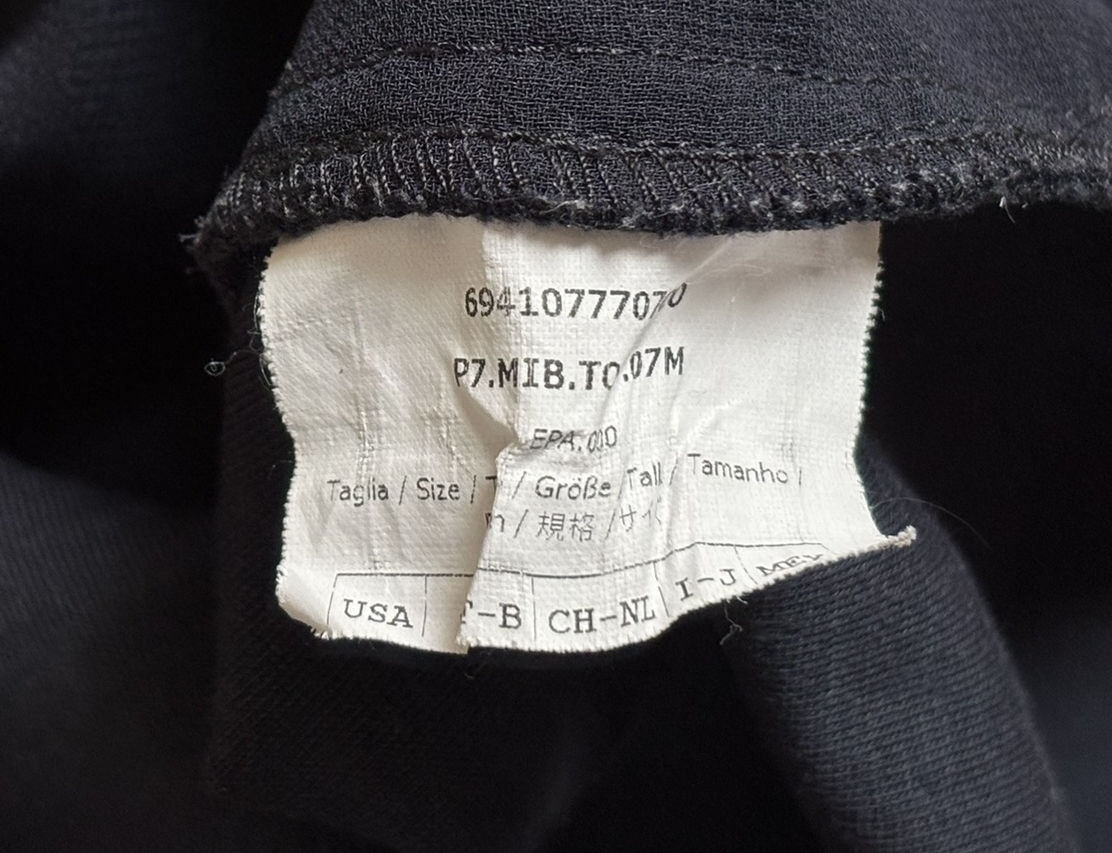 69410777070
P7.MIB.TO.07M
EPA.000
Taglia / Size / / Größe / Tall / Tamanho /
/ 規格 /
USA -B CH-NL I-J